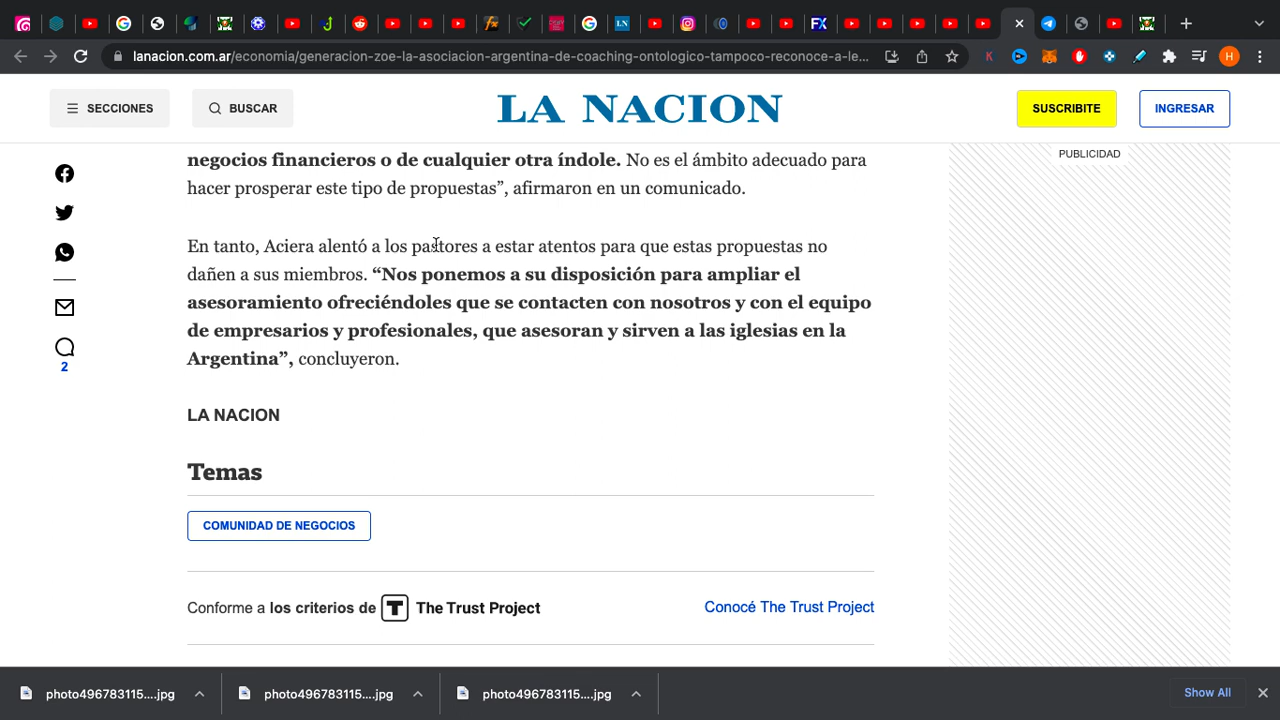 lanacion.com.ar/economia/generacion-zoe-la-asociacion-argentina-de-coaching-ontologico-tampoco-reconoce-a-le...
SECCIONES
BUSCAR
LA NACION
SUSCRIBITE
INGRESAR
negocios financieros o de cualquier otra índole. No es el ámbito adecuado para
hacer prosperar este tipo de propuestas”, afirmaron en un comunicado.
PUBLICIDAD
En tanto, Aciera alentó a los pastores a estar atentos para que estas propuestas no
dañen a sus miembros. “Nos ponemos a su disposición para ampliar el
asesoramiento ofreciéndoles que se contacten con nosotros y con el equipo
de empresarios y profesionales, que asesoran y sirven a las iglesias en la
Argentina”, concluyeron.
2
LA NACION
Temas
COMUNIDAD DE NEGOCIOS
Conforme a los criterios de T The Trust Project
Conocé The Trust Project
photo496783115....jpg
photo496783115....jpg
photo496783115....jpg
Show All